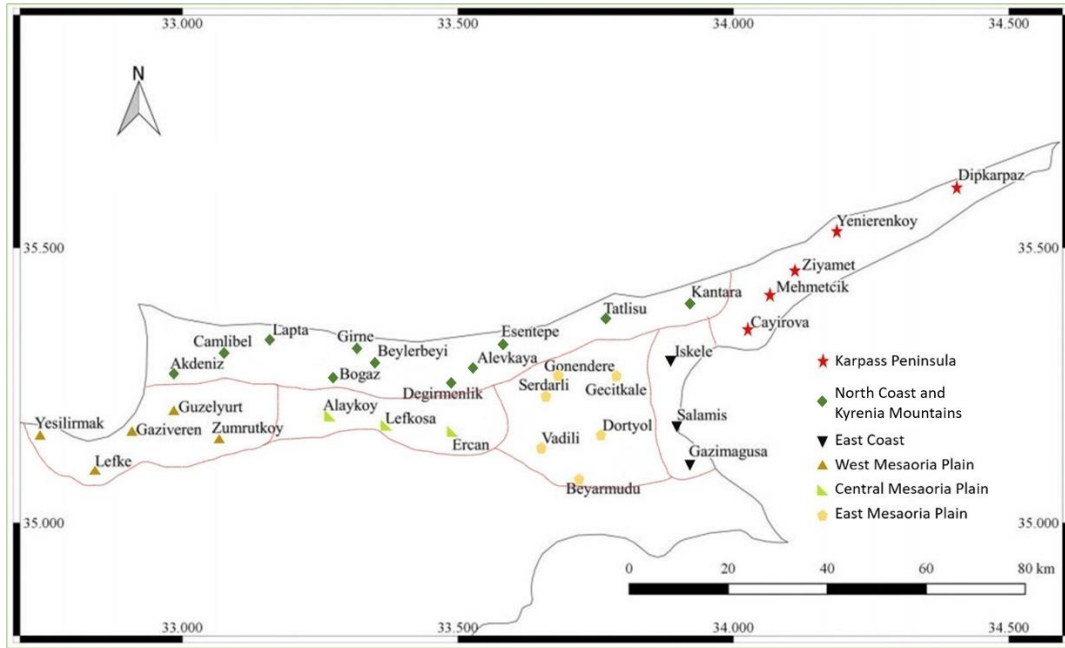 33.000
33.500
34.000
34.500
N
Dipkarpaz
Yenierenkoy
35.500
35.500
Ziyamet
Mehmetcik
Kantara
Tatlisu
Cayirova
Lapta
Girne
Esentepe
Camlibel
Beylerbeyi
Iskele
Akdeniz
Alevkaya
Gonendere
Bogaz
Degirmenlik
Serdarli
Gecitkale
Guzelyurt
Alaykoy
Salamis
Yesilirmak
Gaziveren
Zumrutkoy
Lefkosa
Dortyol
Ercan
Vadili
Gazimagusa
Lefke
Beyarmudu
Karpass Peninsula
North Coast and
Kyrenia Mountains
East Coast
West Mesaoria Plain
Central Mesaoria Plain
East Mesaoria Plain
35.000
35.000
0
20
40
60
80 km
33.000
33.500
34.000
34.500